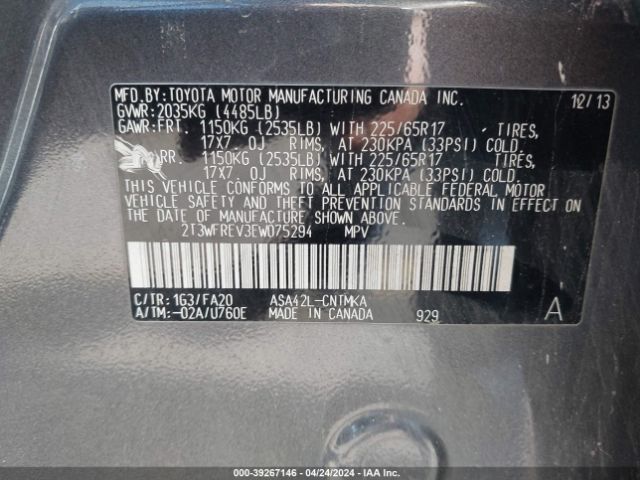 MFD.BY:TOYOTA MOTOR MANUFACTURING CANADA INC. 12/13
GVWR:2035KG (4485LB)
GAWR:FRT. 1150KG (2535LB) WITH 225/65R17 TIRES,
17X7.0J RIMS, AT 230KPA (33PSI) COLD.
RR. 1150KG (2535LB) WITH 225/65R17 TIRES,
17X7.0J RIMS, AT 230KPA (33PSI) COLD.
THIS VEHICLE CONFORMS TO ALL APPLICABLE FEDERAL MOTOR
VEHICLE SAFETY AND THEFT PREVENTION STANDARDS IN EFFECT ON
THE DATE OF MANUFACTURE SHOWN ABOVE.
2T3WFREV3EW075294 MPV
C/TR:1G3/FA20 ASA42L-CNTMKA
A/TM:-02A/U760E MADE IN CANADA 929 A
000-39267146 - 04/24/2024 - IAA Inc.